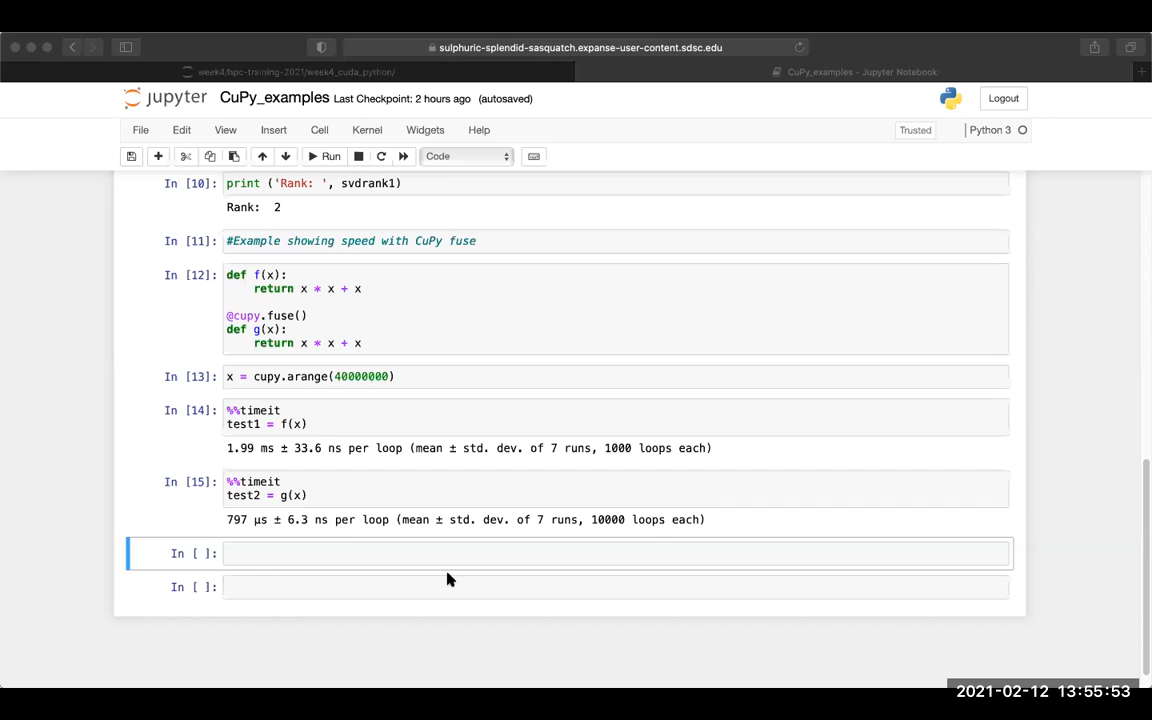 sulphuric-splendid-sasquatch.expanse-user-content.sdsc.edu
week4/hpc-training-2021/week4_cuda_python/
CuPy_examples - Jupyter Notebook
jupyter CuPy_examples Last Checkpoint: 2 hours ago (autosaved)
Logout
File Edit View Insert Cell Kernel Widgets Help
Trusted
Python 3
Run
Code
In [10]: print ('Rank: ', svdrank1)
Rank:  2
In [11]: #Example showing speed with CuPy fuse
In [12]: def f(x):
    return x * x + x
@cupy.fuse()
def g(x):
    return x * x + x
In [13]: x = cupy.arange(40000000)
In [14]: %%timeit
test1 = f(x)
1.99 ms ± 33.6 ns per loop (mean ± std. dev. of 7 runs, 1000 loops each)
In [15]: %%timeit
test2 = g(x)
797 µs ± 6.3 ns per loop (mean ± std. dev. of 7 runs, 10000 loops each)
In [ ]:
In [ ]:
2021-02-12 13:55:53